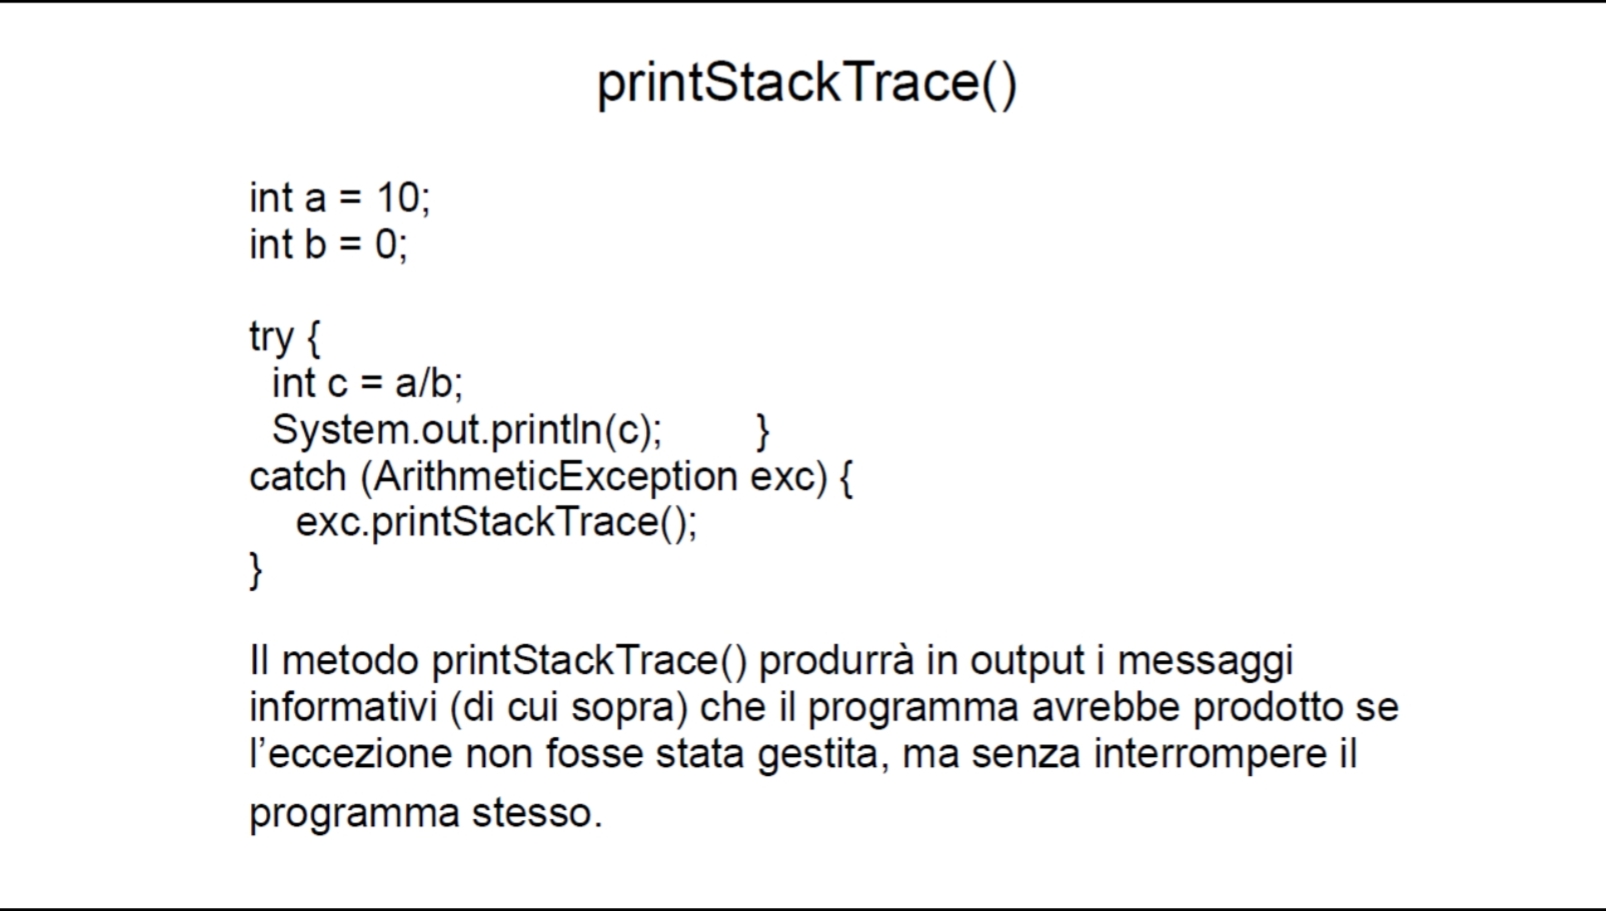 printStackTrace()
int a = 10;
int b = 0;
try {
int c = a/b;
System.out.println(c); }
catch (ArithmeticException exc) {
exc.printStackTrace();
}
Il metodo printStackTrace() produrrà in output i messaggi
informativi (di cui sopra) che il programma avrebbe prodotto se
l’eccezione non fosse stata gestita, ma senza interrompere il
programma stesso.